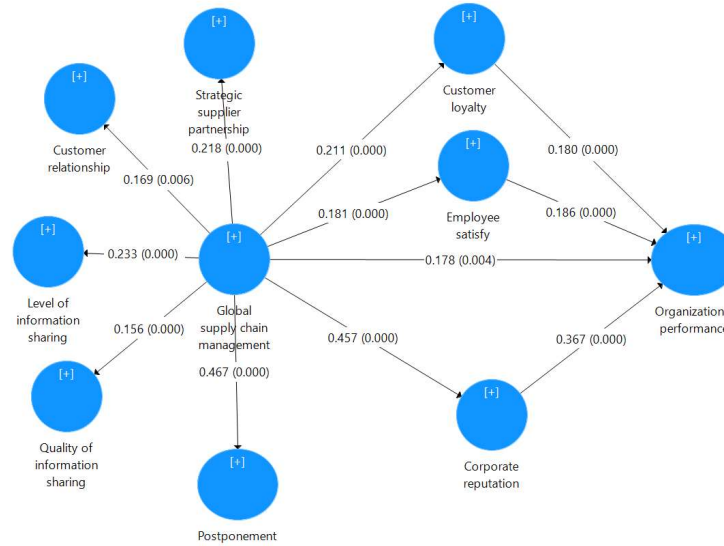 [+]
Strategic
supplier
partnership
0.218 (0.000)
[+]
Customer
loyalty
[+]
Customer
relationship
0.169 (0.006)
0.211 (0.000)
0.180 (0.000)
[+]
Employee
satisfy
0.181 (0.000)
0.186 (0.000)
[+]
Level of
information
sharing
0.233 (0.000)
[+]
Global
supply chain
management
0.178 (0.004)
[+]
Organization
performance
0.156 (0.000)
0.467 (0.000)
0.457 (0.000)
0.367 (0.000)
[+]
Quality of
information
sharing
[+]
Postponement
[+]
Corporate
reputation